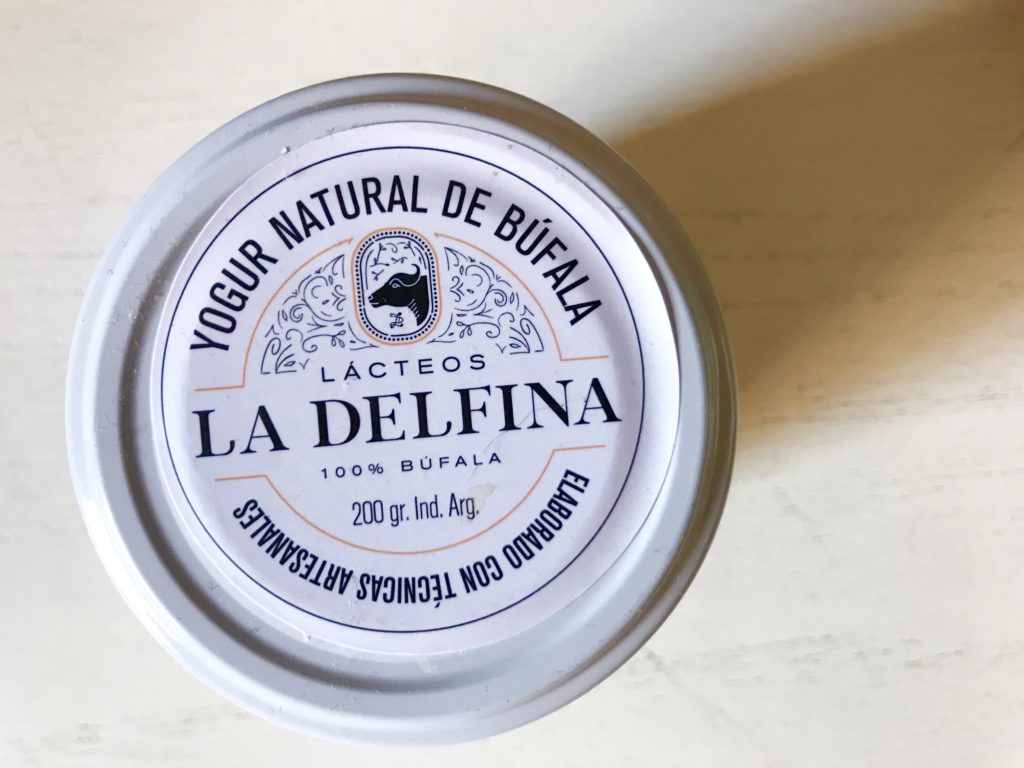 YOGUR NATURAL DE BÚFALA
LÁCTEOS
LA DELFINA
100% BÚFALA
200 gr. Ind. Arg.
ELABORADO CON TÉCNICAS ARTESANALES